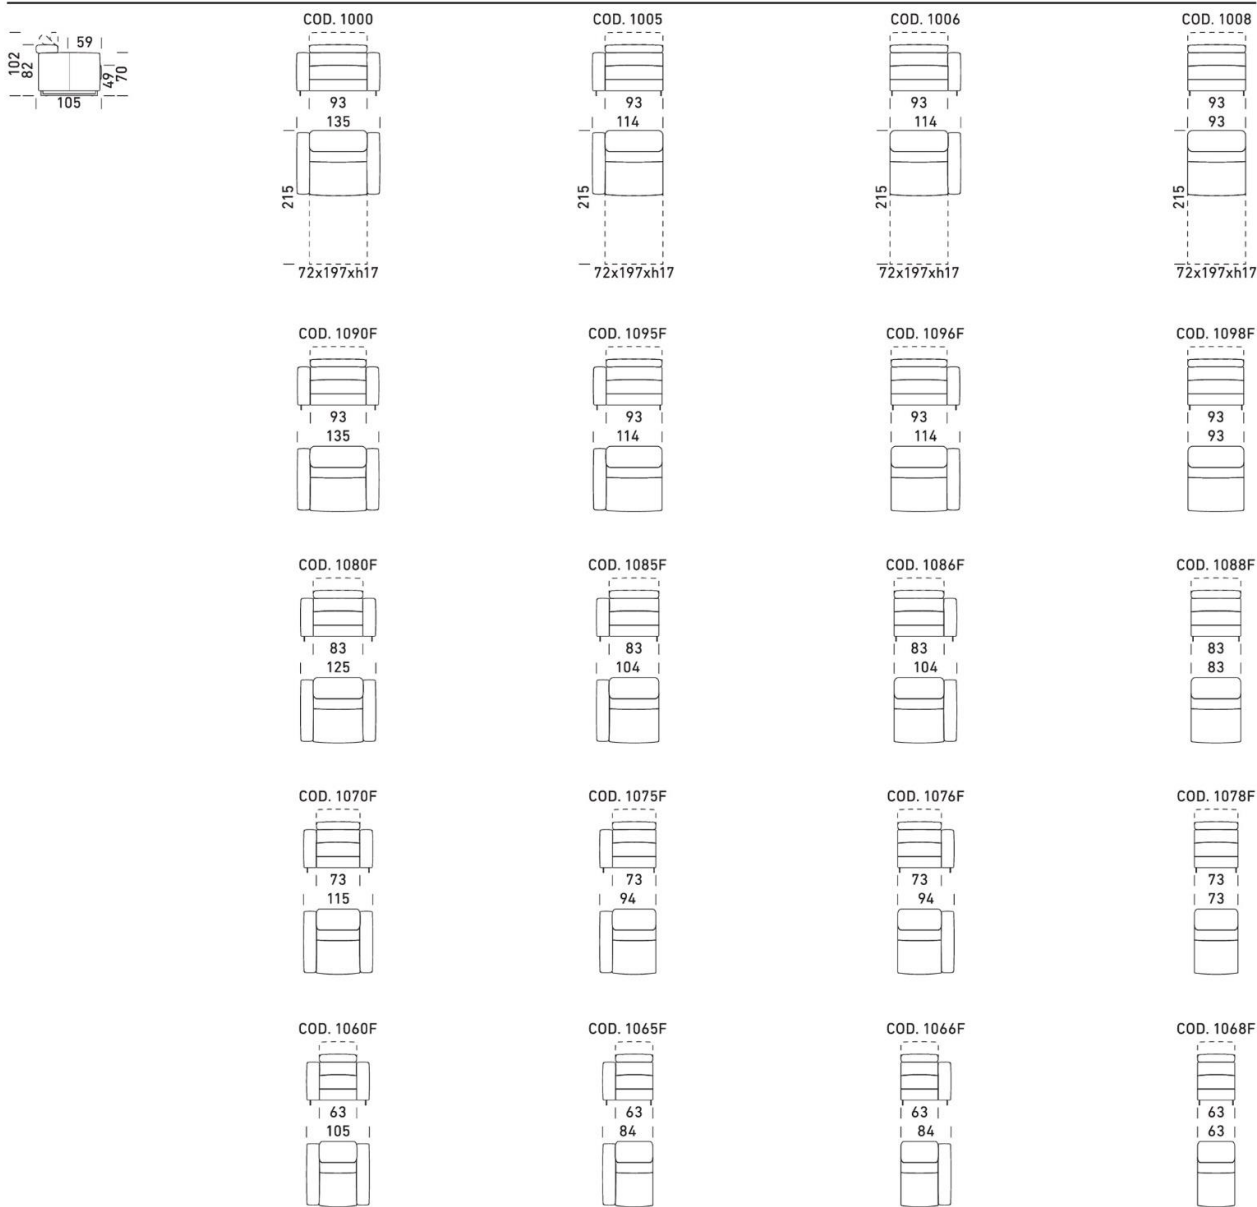 COD. 1000 COD. 1005 COD. 1006 COD. 1008
102 82 59 49 70
105
93 93 93 93
135 114 114 93
215 215 215 215
72x197xh17 72x197xh17 72x197xh17 72x197xh17
COD. 1090F COD. 1095F COD. 1096F COD. 1098F
93 93 93 93
135 114 114 93
COD. 1080F COD. 1085F COD. 1086F COD. 1088F
83 83 83 83
125 104 104 83
COD. 1070F COD. 1075F COD. 1076F COD. 1078F
73 73 73 73
115 94 94 73
COD. 1060F COD. 1065F COD. 1066F COD. 1068F
63 63 63 63
105 84 84 63